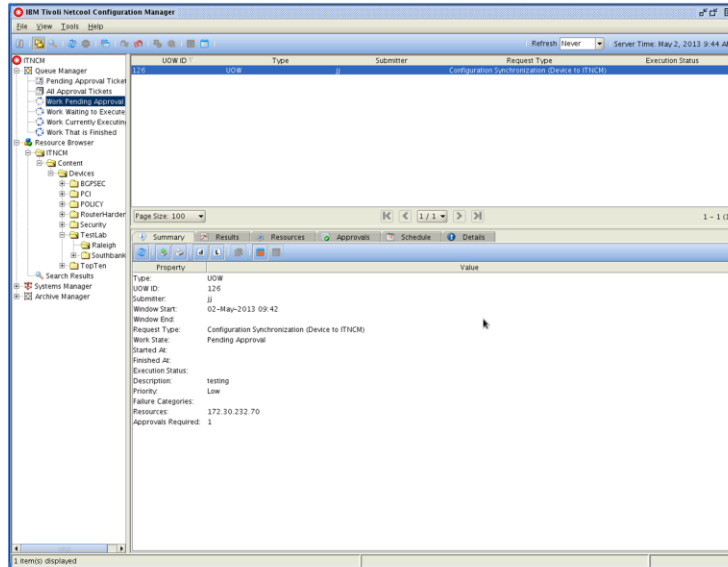 IBM Tivoli Netcool Configuration Manager
File View Tools Help
Refresh Never Server Time: May 2, 2013 9:44 AM
ITNCM
Queue Manager
Pending Approval Ticket
All Approval Tickets
Work Pending Approval
Work Waiting to Execute
Work Currently Executin
Work That is Finished
Resource Browser
ITNCM
Content
Devices
BGPSEC
PCI
POLICY
RouterHarder
Security
TestLab
Raleigh
Southbank
TopTen
Search Results
Systems Manager
Archive Manager
UOW ID Type Submitter Request Type Execution Status
126 UOW jj Configuration Synchronization (Device to ITNCM)
Page Size: 100 1 / 1 1 - 1 (1
Summary Results Resources Approvals Schedule Details
Property Value
Type: UOW
UOW ID: 126
Submitter: jj
Window Start: 02-May-2013 09:42
Window End:
Request Type: Configuration Synchronization (Device to ITNCM)
Work State: Pending Approval
Started At:
Finished At:
Execution Status:
Description: testing
Priority: Low
Failure Categories:
Resources: 172.30.232.70
Approvals Required: 1
1 item(s) displayed